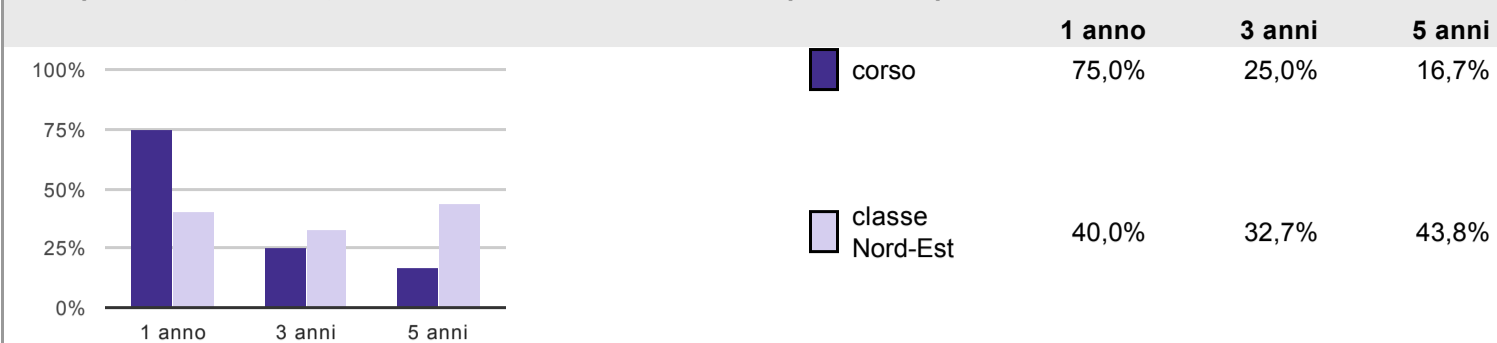 1 anno 3 anni 5 anni
100%
75%
50%
25%
0%
1 anno 3 anni 5 anni
corso 75,0% 25,0% 16,7%
classe
Nord-Est 40,0% 32,7% 43,8%